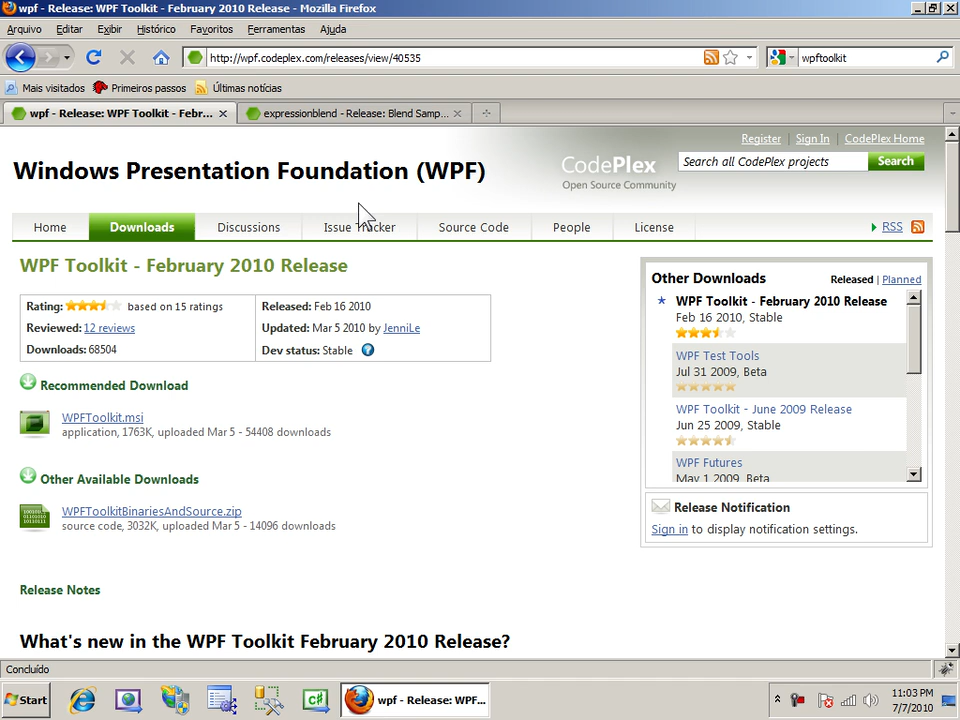 wpf - Release: WPF Toolkit - February 2010 Release - Mozilla Firefox
Arquivo Editar Exibir Histórico Favoritos Ferramentas Ajuda
http://wpf.codeplex.com/releases/view/40535
wpftoolkit
Mais visitados Primeiros passos Últimas notícias
wpf - Release: WPF Toolkit - Febr... expressionblend - Release: Blend Samp...
Register | Sign In | CodePlex Home
Windows Presentation Foundation (WPF)
CodePlex
Open Source Community
Search all CodePlex projects Search
Home Downloads Discussions Issue Tracker Source Code People License RSS
WPF Toolkit - February 2010 Release
Rating: based on 15 ratings
Reviewed: 12 reviews
Downloads: 68504
Released: Feb 16 2010
Updated: Mar 5 2010 by JenniLe
Dev status: Stable ?
Recommended Download
WPFToolkit.msi
application, 1763K, uploaded Mar 5 - 54408 downloads
Other Available Downloads
WPFToolkitBinariesAndSource.zip
source code, 3032K, uploaded Mar 5 - 14096 downloads
Release Notes
What's new in the WPF Toolkit February 2010 Release?
Other Downloads Released | Planned
* WPF Toolkit - February 2010 Release
Feb 16 2010, Stable
WPF Test Tools
Jul 31 2009, Beta
WPF Toolkit - June 2009 Release
Jun 25 2009, Stable
WPF Futures
May 1 2009, Beta
Release Notification
Sign in to display notification settings.
Concluído
Start
C#
wpf - Release: WPF...
11:03 PM
7/7/2010